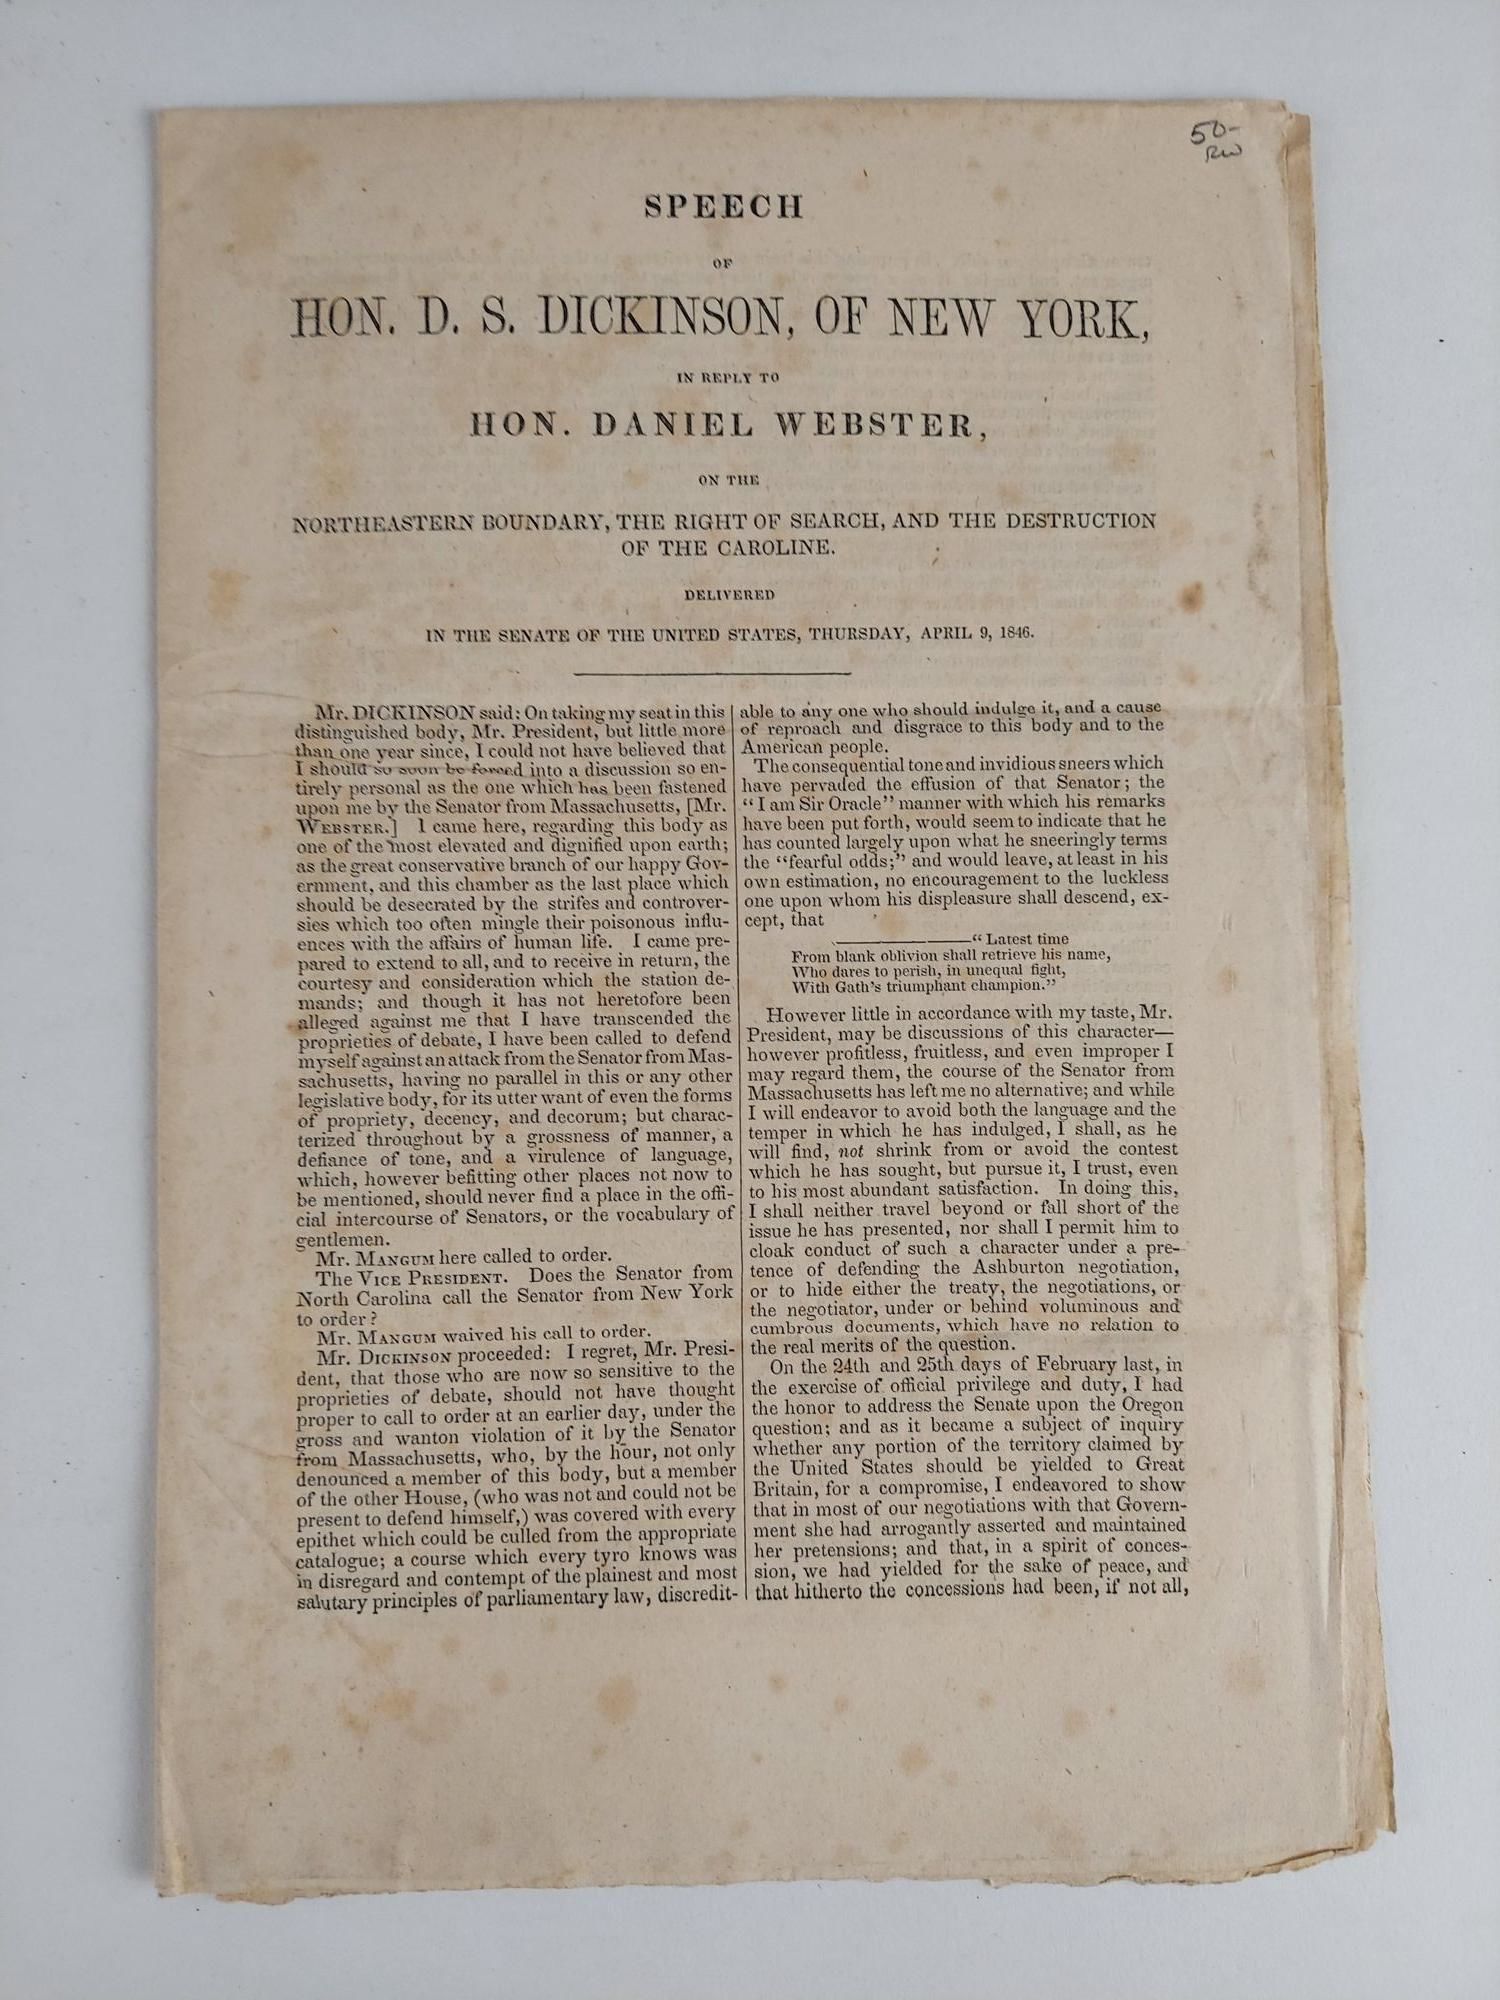 50-
RW
SPEECH
OF
HON. D. S. DICKINSON, OF NEW YORK,
IN REPLY TO
HON. DANIEL WEBSTER,
ON THE
NORTHEASTERN BOUNDARY, THE RIGHT OF SEARCH, AND THE DESTRUCTION
OF THE CAROLINE.
DELIVERED
IN THE SENATE OF THE UNITED STATES, THURSDAY, APRIL 9, 1846.
Mr. DICKINSON said: On taking my seat in this
distinguished body, Mr. President, but little more
than one year since, I could not have believed that
I should so soon be forced into a discussion so en-
tirely personal as the one which has been fastened
upon me by the Senator from Massachusetts, [Mr.
WEBSTER.] I came here, regarding this body as
one of the most elevated and dignified upon earth;
as the great conservative branch of our happy Gov-
ernment, and this chamber as the last place which
should be desecrated by the strifes and controver-
sies which too often mingle their poisonous influ-
ences with the affairs of human life. I came pre-
pared to extend to all, and to receive in return, the
courtesy and consideration which the station de-
mands; and though it has not heretofore been
alleged against me that I have transcended the
proprieties of debate, I have been called to defend
myself against an attack from the Senator from Mas-
sachusetts, having no parallel in this or any other
legislative body, for its utter want of even the forms
of propriety, decency, and decorum; but charac-
terized throughout by a grossness of manner, a
defiance of tone, and a virulence of language,
which, however befitting other places not now to
be mentioned, should never find a place in the offi-
cial intercourse of Senators, or the vocabulary of
gentlemen.
Mr. MANGUM here called to order.
The VICE PRESIDENT. Does the Senator from
North Carolina call the Senator from New York
to order?
Mr. MANGUM waived his call to order.
Mr. DICKINSON proceeded: I regret, Mr. Presi-
dent, that those who are now so sensitive to the
proprieties of debate, should not have thought
proper to call to order at an earlier day, under the
gross and wanton violation of it by the Senator
from Massachusetts, who, by the hour, not only
denounced a member of this body, but a member
of the other House, (who was not and could not be
present to defend himself,) was covered with every
epithet which could be culled from the appropriate
catalogue; a course which every tyro knows was
in disregard and contempt of the plainest and most
salutary principles of parliamentary law, discredit-
able to any one who should indulge it, and a cause
of reproach and disgrace to this body and to the
American people.
The consequential tone and invidious sneers which
have pervaded the effusion of that Senator; the
“I am Sir Oracle” manner with which his remarks
have been put forth, would seem to indicate that he
has counted largely upon what he sneeringly terms
the “fearful odds;” and would leave, at least in his
own estimation, no encouragement to the luckless
one upon whom his displeasure shall descend, ex-
cept, that
————“Latest time
From blank oblivion shall retrieve his name,
Who dares to perish, in unequal fight,
With Gath's triumphant champion.”
However little in accordance with my taste, Mr.
President, may be discussions of this character—
however profitless, fruitless, and even improper I
may regard them, the course of the Senator from
Massachusetts has left me no alternative; and while
I will endeavor to avoid both the language and the
temper in which he has indulged, I shall, as he
will find, not shrink from or avoid the contest
which he has sought, but pursue it, I trust, even
to his most abundant satisfaction. In doing this,
I shall neither travel beyond or fall short of the
issue he has presented, nor shall I permit him to
cloak conduct of such a character under a pre-
tence of defending the Ashburton negotiation,
or to hide either the treaty, the negotiations, or
the negotiator, under or behind voluminous and
cumbrous documents, which have no relation to
the real merits of the question.
On the 24th and 25th days of February last, in
the exercise of official privilege and duty, I had
the honor to address the Senate upon the Oregon
question; and as it became a subject of inquiry
whether any portion of the territory claimed by
the United States should be yielded to Great
Britain, for a compromise, I endeavored to show
that in most of our negotiations with that Govern-
ment she had arrogantly asserted and maintained
her pretensions; and that, in a spirit of conces-
sion, we had yielded for the sake of peace, and
that hitherto the concessions had been, if not all,